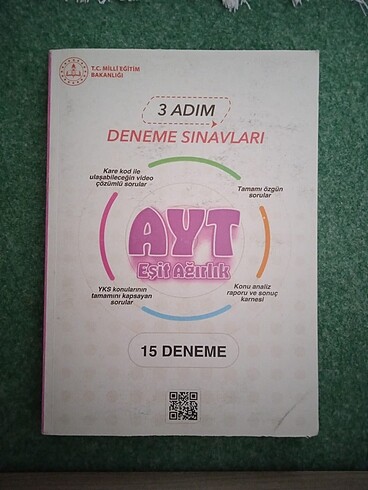 T.C. MİLLİ EĞİTİM
BAKANLIĞI
3 ADIM
DENEME SINAVLARI
Kare kod ile
ulaşabileceğin video
çözümlü sorular
Tamamı özgün
sorular
AYT
Eşit Ağırlık
YKS konularının
tamamını kapsayan
sorular
Konu analiz
raporu ve sonuç
karnesi
15 DENEME